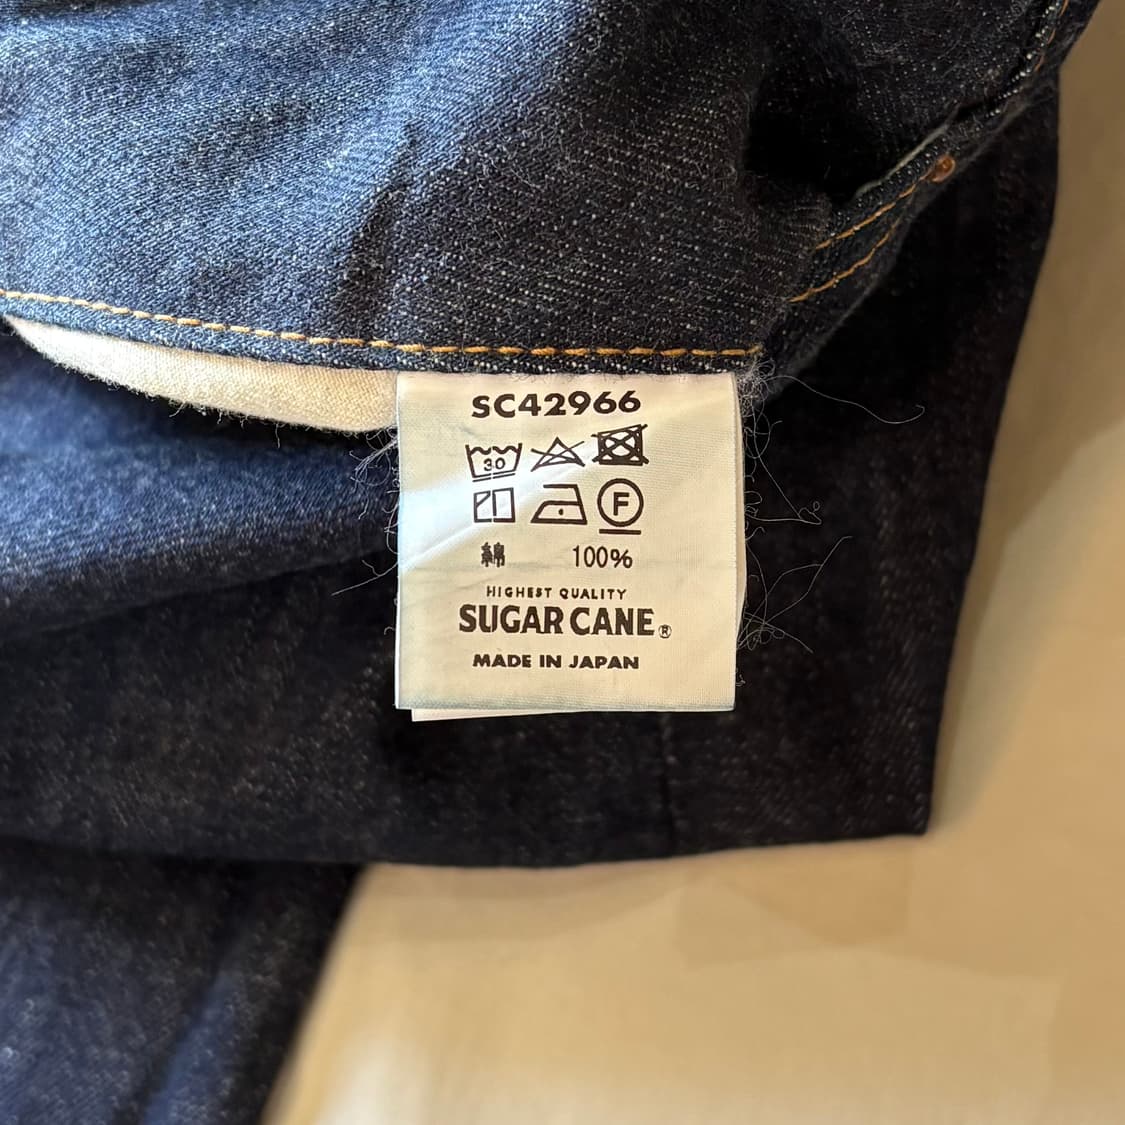 SC42966
30
F
綿 100%
HIGHEST QUALITY
SUGAR CANE®
MADE IN JAPAN